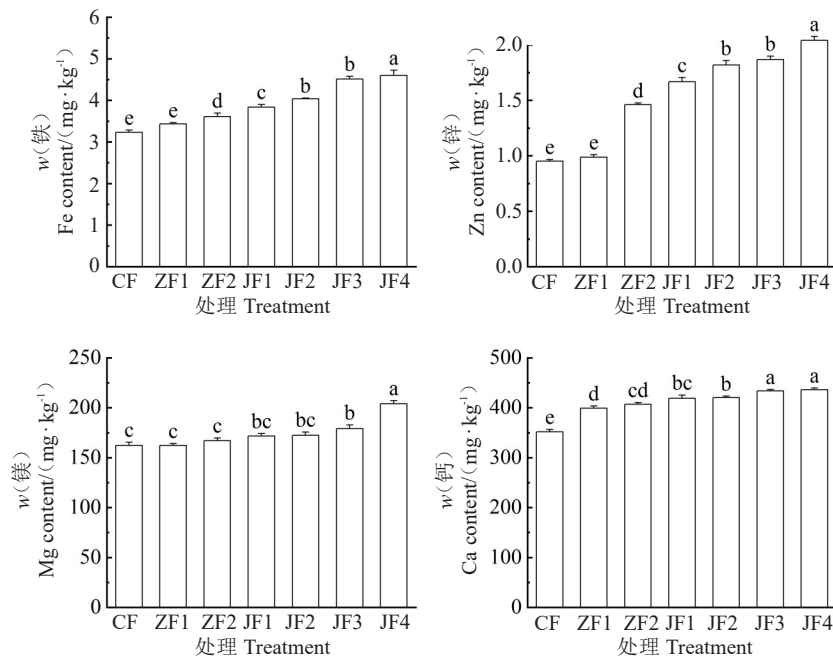 w(铁)
Fe content/(mg·kg⁻¹)
6
5
4
3
2
1
0
e
e
d
c
b
b
a
CF
ZF1
ZF2
JF1
JF2
JF3
JF4
处理 Treatment
w(锌)
Zn content/(mg·kg⁻¹)
2.0
1.5
1.0
0.5
0.0
e
e
d
c
b
b
a
CF
ZF1
ZF2
JF1
JF2
JF3
JF4
处理 Treatment
w(镁)
Mg content/(mg·kg⁻¹)
250
200
150
100
50
0
c
c
c
bc
bc
b
a
CF
ZF1
ZF2
JF1
JF2
JF3
JF4
处理 Treatment
w(钙)
Ca content/(mg·kg⁻¹)
500
400
300
200
100
0
e
d
cd
bc
b
a
a
CF
ZF1
ZF2
JF1
JF2
JF3
JF4
处理 Treatment